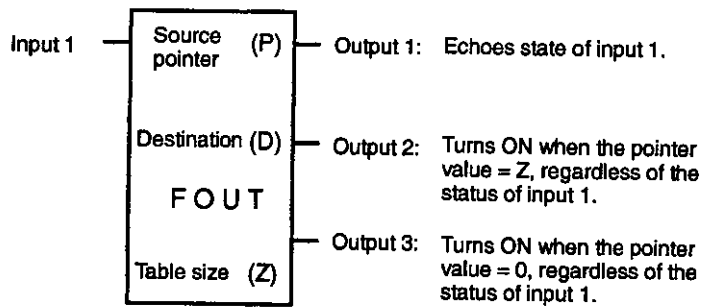 Input 1
Source (P)
pointer
Output 1: Echoes state of input 1.
Destination (D)
Output 2: Turns ON when the pointer
value = Z, regardless of the
status of input 1.
FOUT
Output 3: Turns ON when the pointer
value = 0, regardless of the
status of input 1.
Table size (Z)